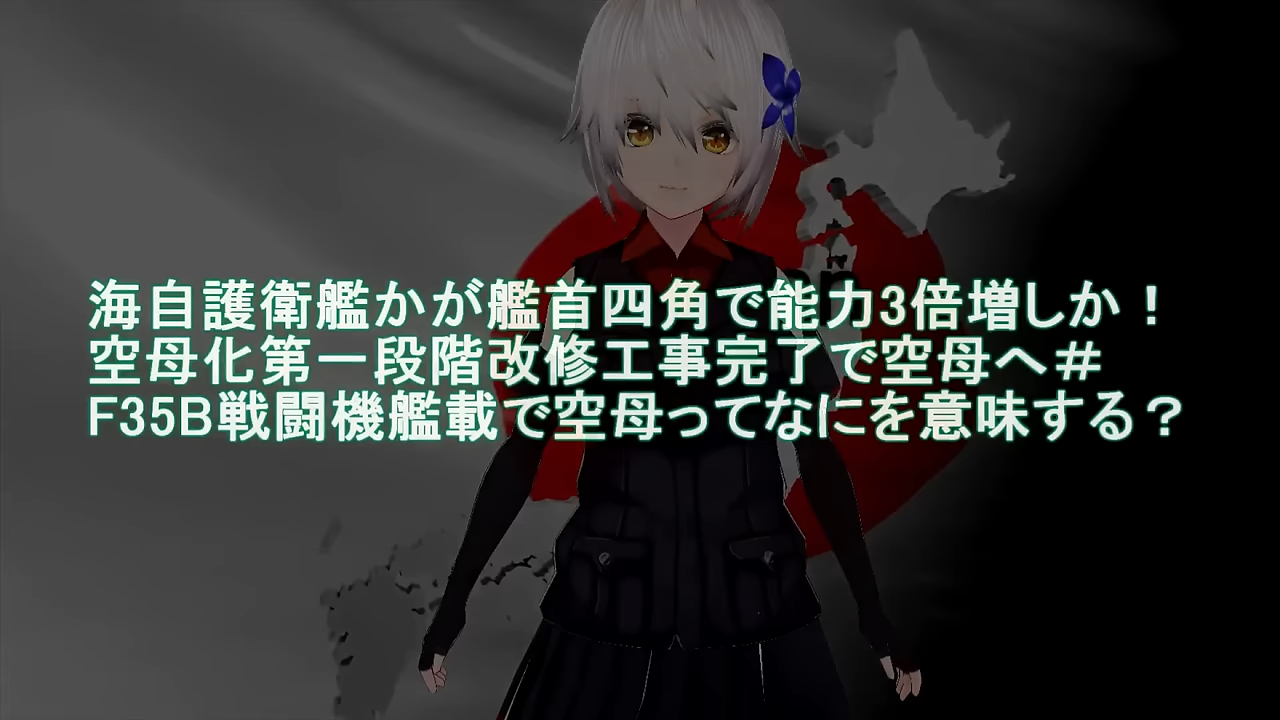 海自護衛艦かが艦首四角で能力3倍増しか！
空母化第一段階改修工事完了で空母へ＃
F35B戦闘機艦載で空母ってなにを意味する？